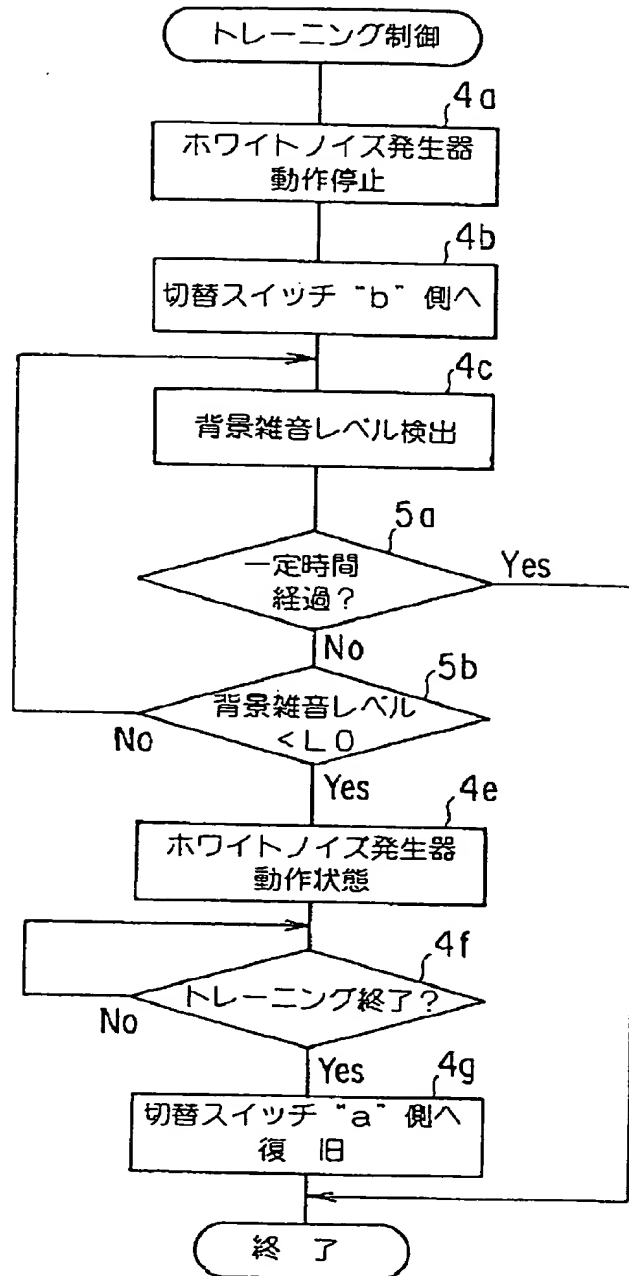 トレーニング制御
4a
ホワイトノイズ発生器
動作停止
4b
切替スイッチ "b" 側へ
4c
背景雑音レベル検出
5a
一定時間
経過?
Yes
No
5b
背景雑音レベル
<L0
No
Yes
4e
ホワイトノイズ発生器
動作状態
4f
トレーニング終了?
No
Yes
4g
切替スイッチ "a" 側へ
復 旧
終 了